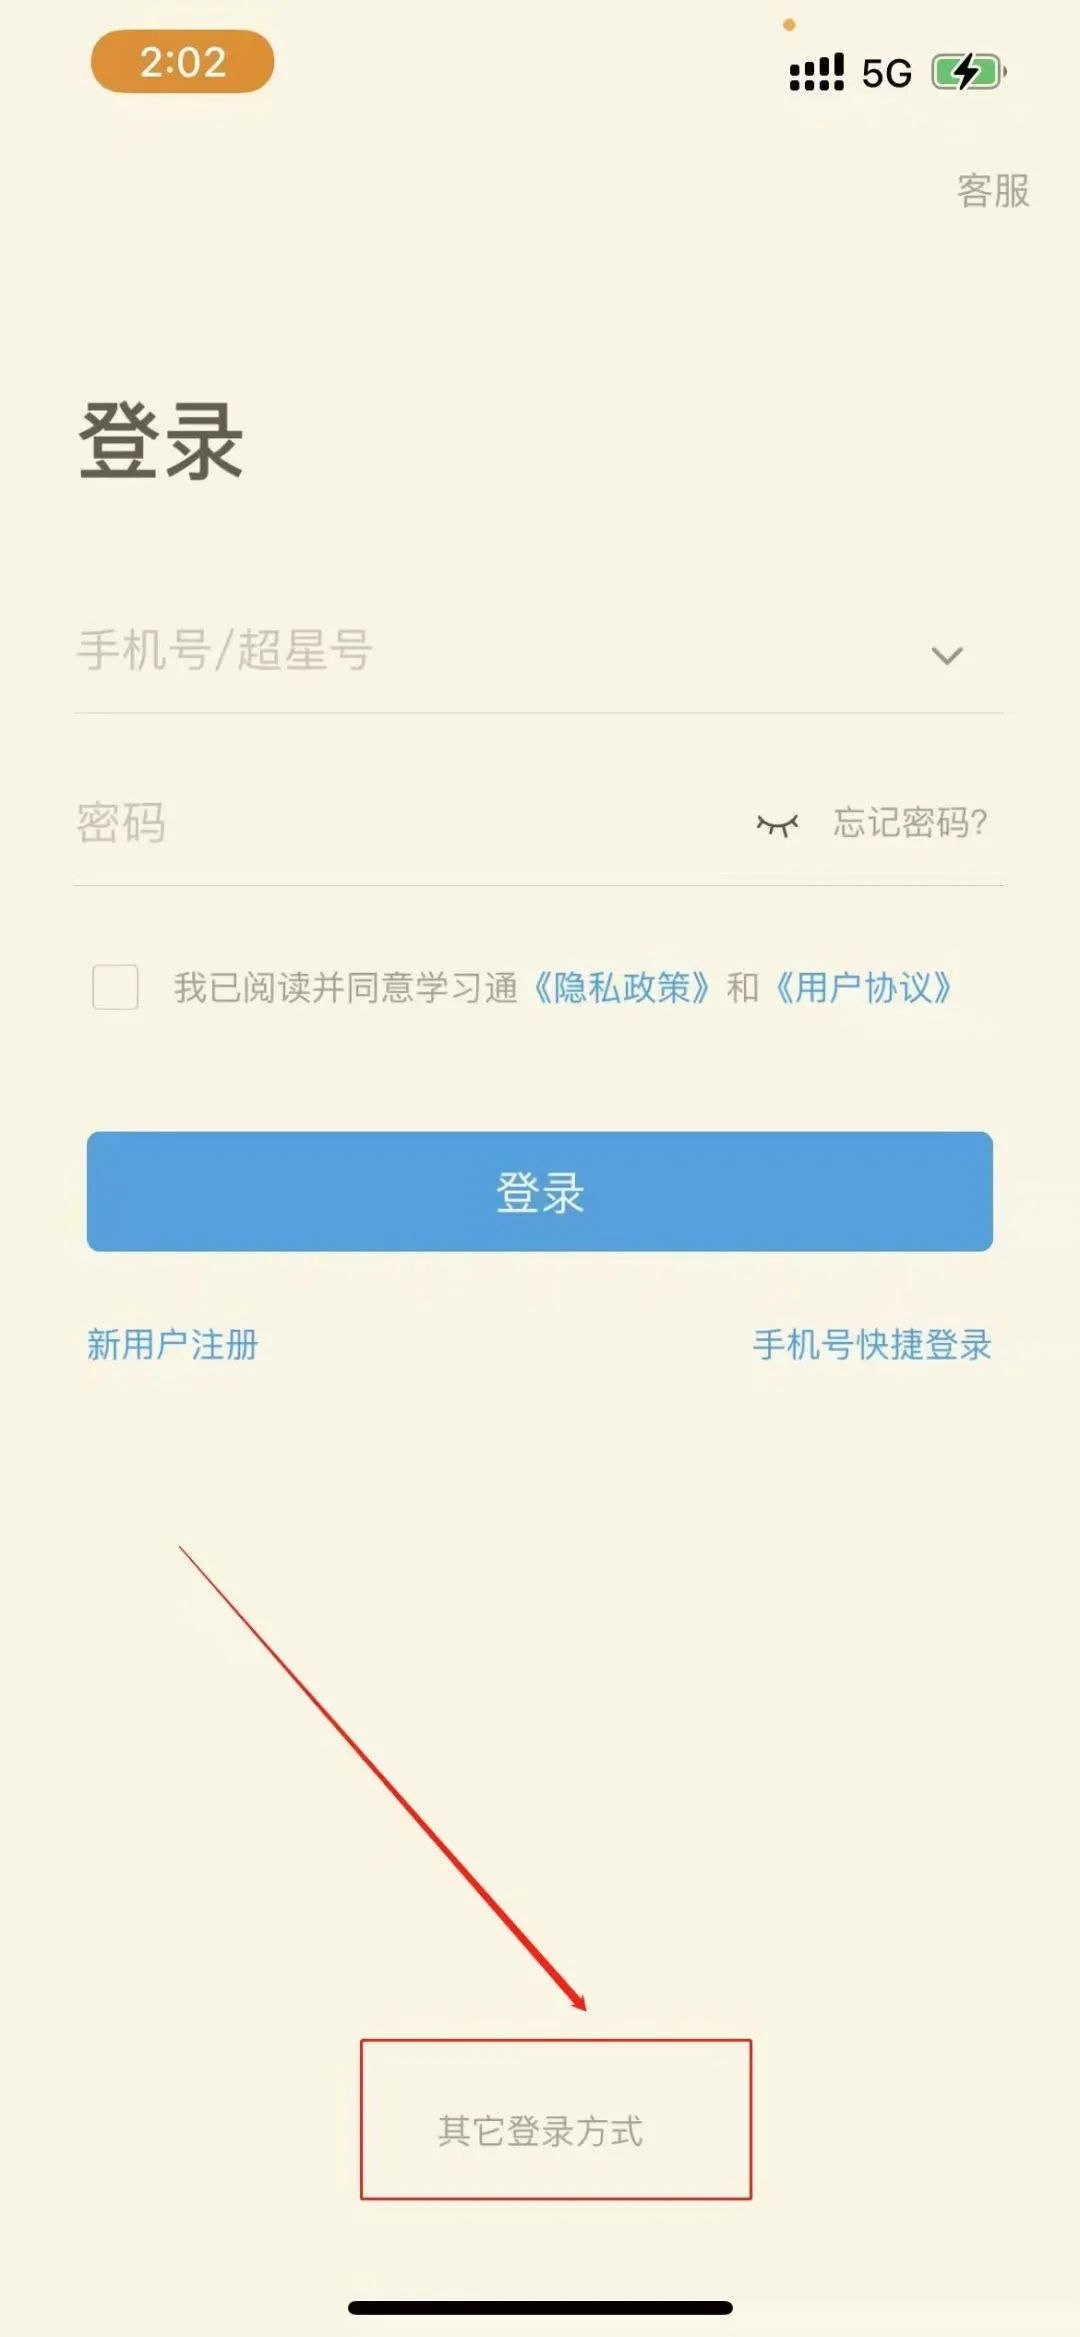 2:02
5G
客服
登录
手机号/超星号
密码
忘记密码?
我已阅读并同意学习通《隐私政策》和《用户协议》
登录
新用户注册
手机号快捷登录
其它登录方式